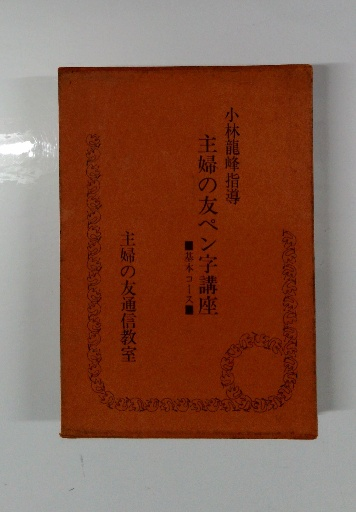 小林龍峰指導
主婦の友ペン字講座
■基本コース■
主婦の友通信教室